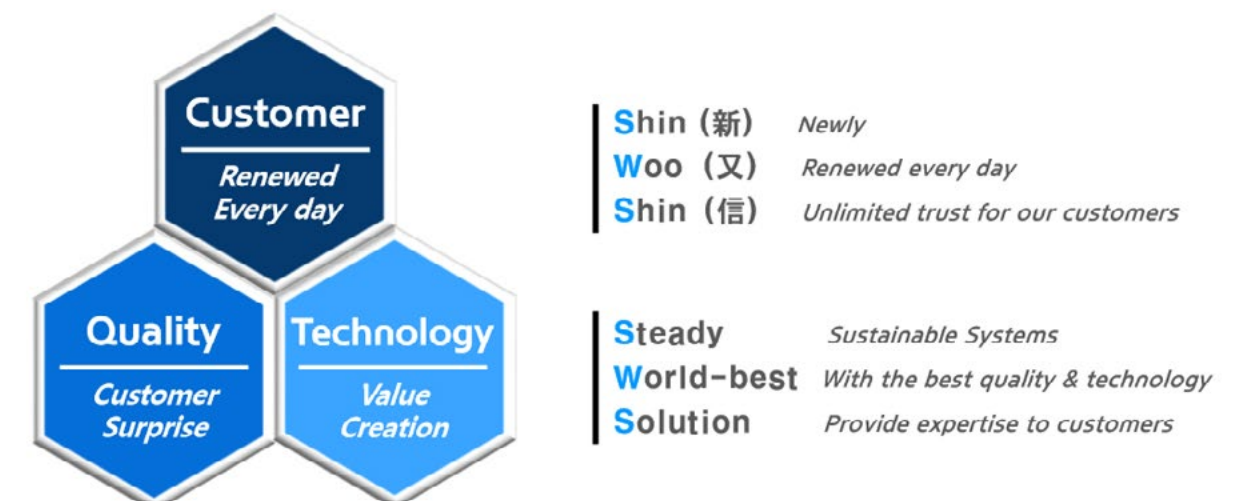 Customer
Renewed
Every day
Quality
Customer
Surprise
Technology
Value
Creation
Shin (新) Newly
Woo (又) Renewed every day
Shin (信) Unlimited trust for our customers
Steady Sustainable Systems
World-best With the best quality & technology
Solution Provide expertise to customers